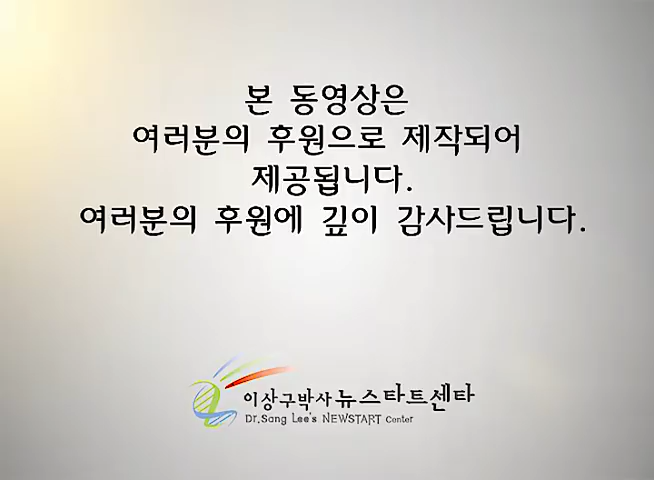 본 동영상은
여러분의 후원으로 제작되어
제공됩니다.
여러분의 후원에 깊이 감사드립니다.
이상구박사 뉴스타트센타
Dr.Sang Lee's NEWSTART Center